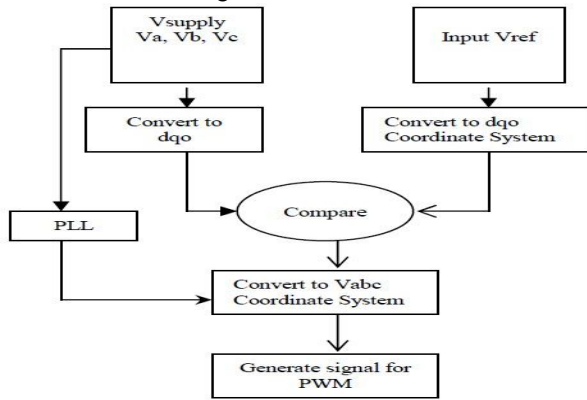 Vsupply
Va, Vb, Vc
Input Vref
Convert to
dqo
Convert to dqo
Coordinate System
Compare
PLL
Convert to Vabc
Coordinate System
Generate signal for
PWM